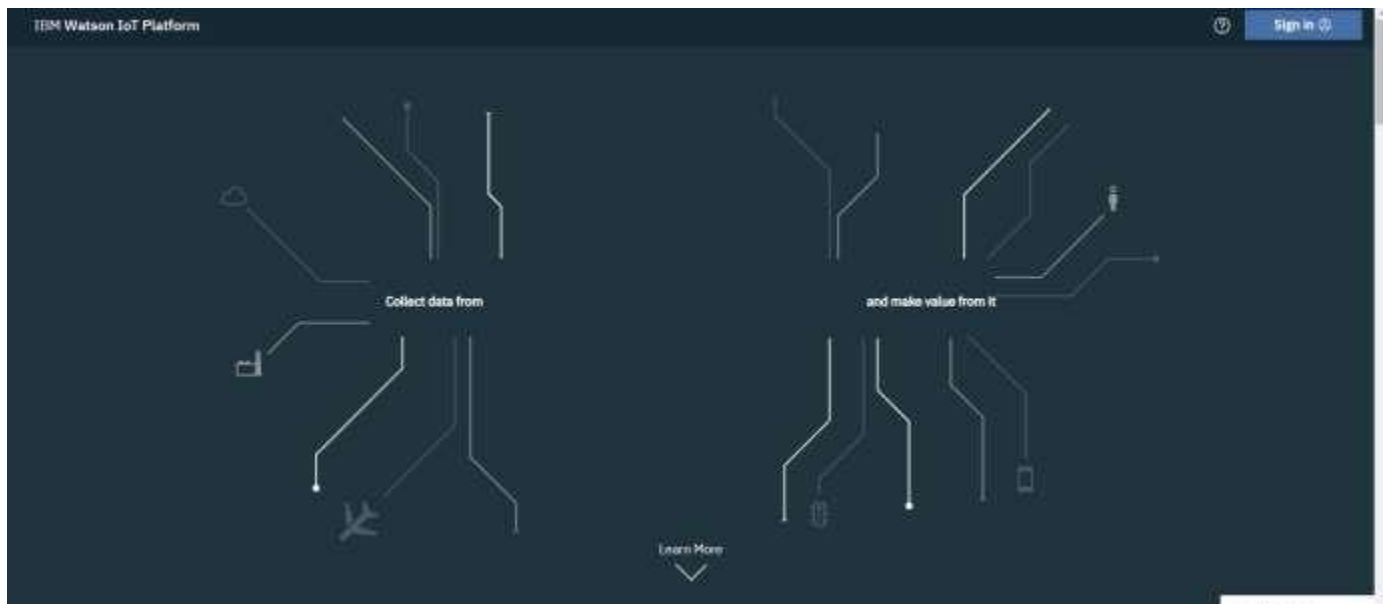 IBM Watson IoT Platform
Sign in
Collect data from
and make value from it
Learn More